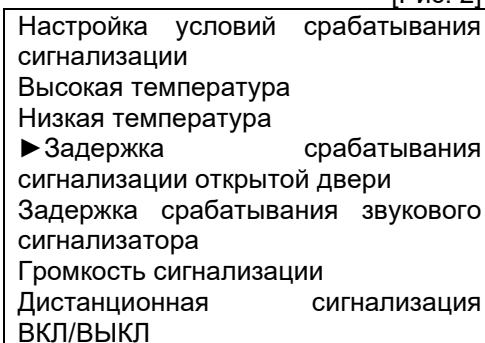 [Рис. 2]
Настройка условий срабатывания
сигнализации
Высокая температура
Низкая температура
►Задержка срабатывания
сигнализации открытой двери
Задержка срабатывания звукового
сигнализатора
Громкость сигнализации
Дистанционная сигнализация
ВКЛ/ВЫКЛ